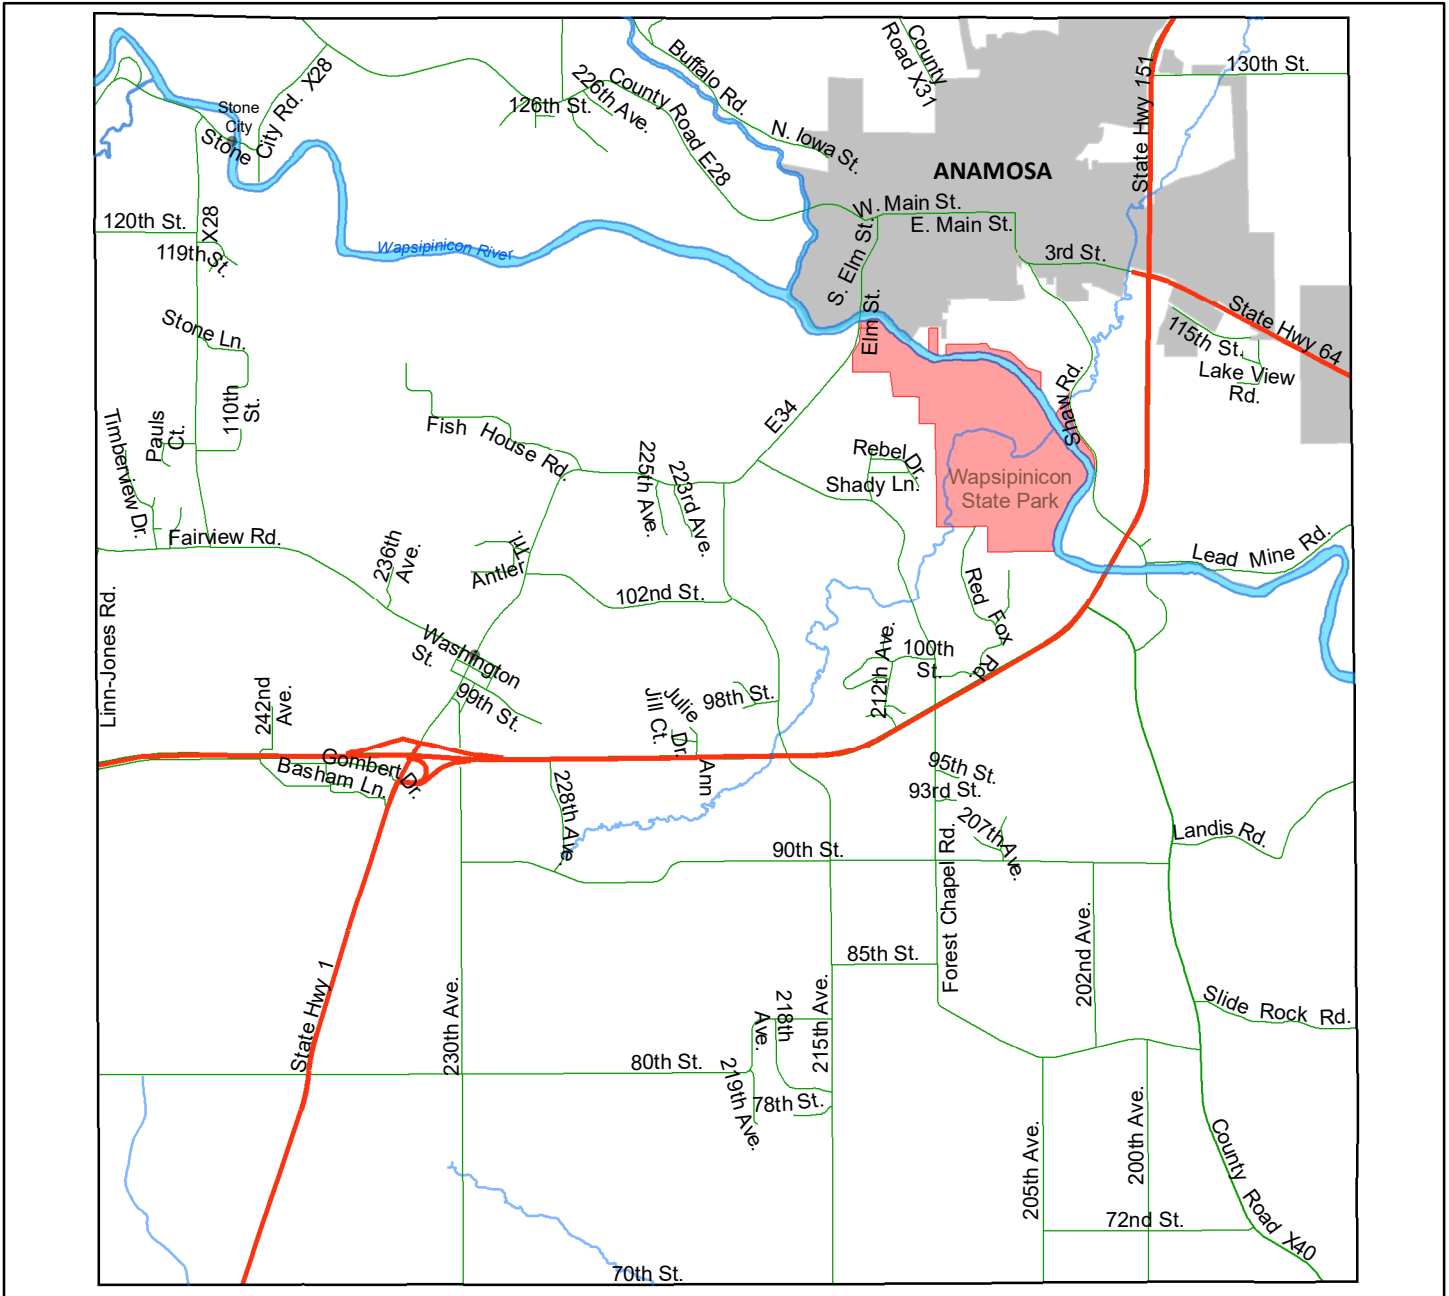 Buffalo Rd.
County
Road X31
State Hwy 151
130th St.
City Rd. X28
Stone
City
Stone
126th St.
226th Ave.
County Road E28
N. Iowa St.
ANAMOSA
W. Main St.
E. Main St.
S. Elm St.
Elm St.
3rd St.
State Hwy 64
120th St.
X28
119th St.
Wapsipinicon River
Stone Ln.
110th
St.
Pauls
Ct.
Timberview Dr.
115th St.
Lake View
Rd.
Shaw Rd.
E34
Fish House Rd.
225th Ave.
223rd Ave.
Rebel Dr.
Shady Ln.
Wapsipinicon
State Park
Fairview Rd.
236th
Ave.
Antler
Trl.
102nd St.
Lead Mine Rd.
Red Fox
Rd.
Linn-Jones Rd.
Washington
St.
99th St.
212th Ave.
100th
St.
242nd
Ave.
Julie
Ann
Dr.
Jill Ct.
98th St.
Gombert Dr.
Basham Ln.
228th Ave.
95th St.
93rd St.
207th Ave.
Landis Rd.
90th St.
Forest Chapel Rd.
85th St.
202nd Ave.
State Hwy 1
230th Ave.
218th
Ave.
215th Ave.
Slide Rock Rd.
80th St.
219th Ave.
78th St.
205th Ave.
200th Ave.
County Road X40
72nd St.
70th St.